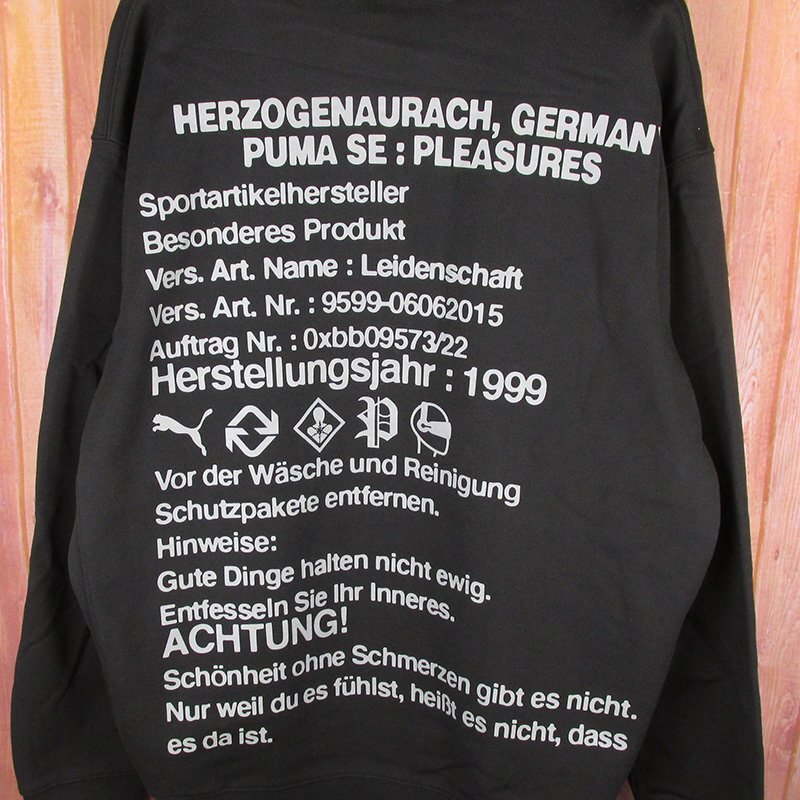 HERZOGENAURACH, GERMANY
PUMA SE : PLEASURES
Sportartikelhersteller
Besonderes Produkt
Vers. Art. Name : Leidenschaft
Vers. Art. Nr. : 9599-06062015
Auftrag Nr. : 0xbb09573/22
Herstellungsjahr : 1999
P
Vor der Wäsche und Reinigung
Schutzpakete entfernen.
Hinweise:
Gute Dinge halten nicht ewig.
Entfesseln Sie Ihr Inneres.
ACHTUNG!
Schönheit ohne Schmerzen gibt es nicht.
Nur weil du es fühlst, heißt es nicht, dass
es da ist.